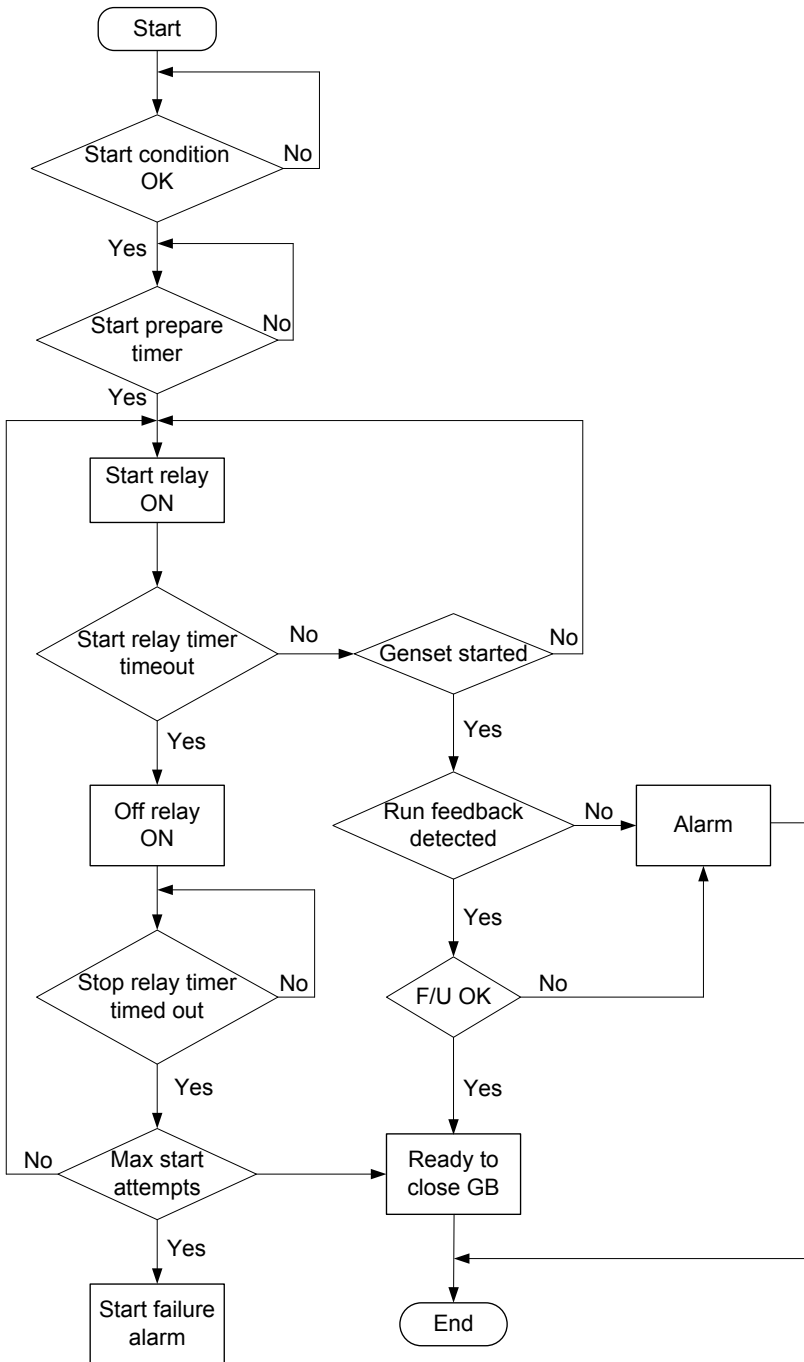 Start
Start condition
OK
No
Yes
Start prepare
timer
No
Yes
Start relay
ON
Start relay timer
timeout
No
Genset started
No
Yes
Yes
Off relay
ON
Run feedback
detected
No
Alarm
Yes
Stop relay timer
timed out
No
F/U OK
No
Yes
Yes
No
Max start
attempts
Ready to
close GB
Yes
Start failure
alarm
End